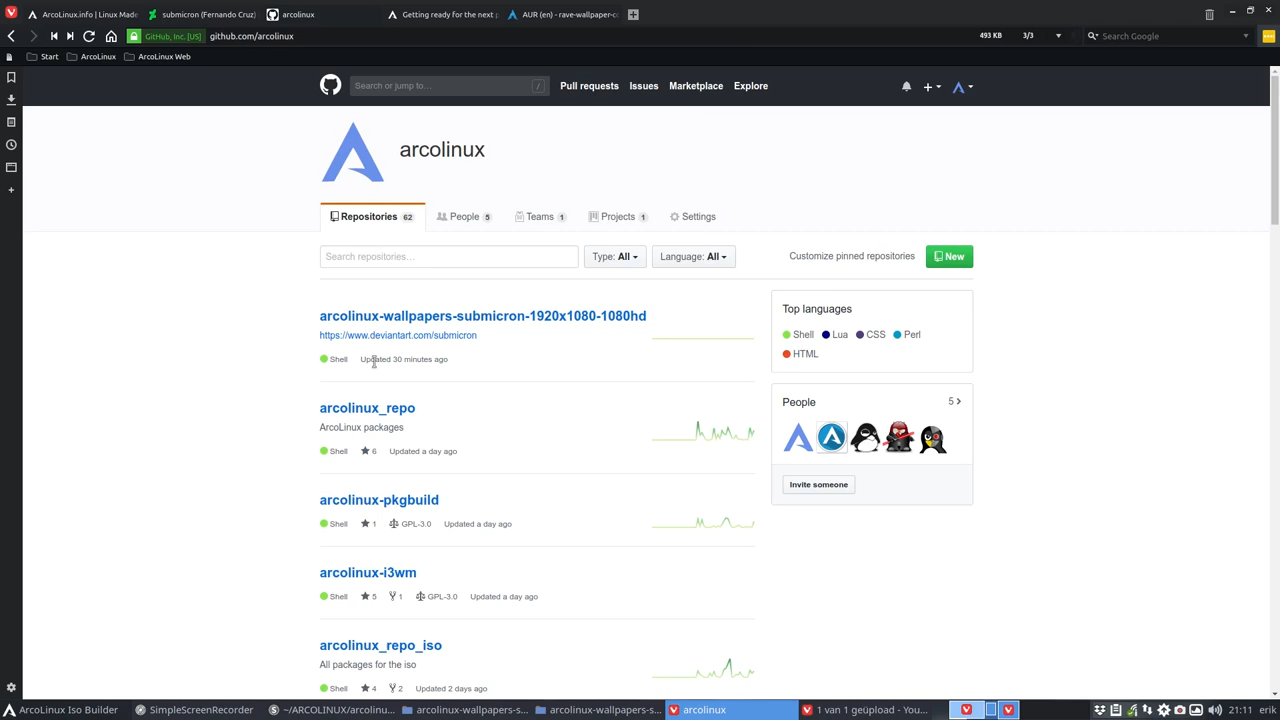 ArcoLinux.info | Linux Made
submicron (Fernando Cruz)
arcolinux
Getting ready for the next p
AUR (en) - rave-wallpaper-co
GitHub, Inc. [US]
github.com/arcolinux
493 KB
3/3
Search Google
Start
ArcoLinux
ArcoLinux Web
Search or jump to…
/
Pull requests
Issues
Marketplace
Explore
arcolinux
Repositories 62
People 5
Teams 1
Projects 1
Settings
Search repositories…
Type: All
Language: All
Customize pinned repositories
New
arcolinux-wallpapers-submicron-1920x1080-1080hd
https://www.deviantart.com/submicron
Shell Updated 30 minutes ago
arcolinux_repo
ArcoLinux packages
Shell 6 Updated a day ago
arcolinux-pkgbuild
Shell 1 GPL-3.0 Updated a day ago
arcolinux-i3wm
Shell 5 1 GPL-3.0 Updated a day ago
arcolinux_repo_iso
All packages for the iso
Shell 4 2 Updated 2 days ago
Top languages
Shell Lua CSS Perl
HTML
People 5
Invite someone
ArcoLinux Iso Builder
SimpleScreenRecorder
~/ARCOLINUX/arcolinu...
arcolinux-wallpapers-s...
arcolinux-wallpapers-s...
arcolinux
1 van 1 geüpload - You...
21:11 erik